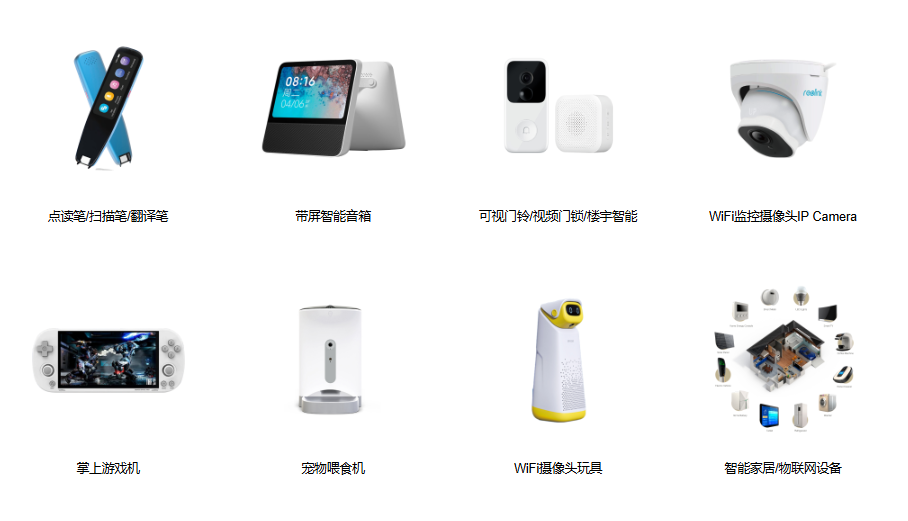 08:16
周二
04/06
reolink
点读笔/扫描笔/翻译笔
带屏智能音箱
可视门铃/视频门锁/楼宇智能
WiFi监控摄像头IP Camera
掌上游戏机
宠物喂食机
WiFi摄像头玩具
智能家居/物联网设备